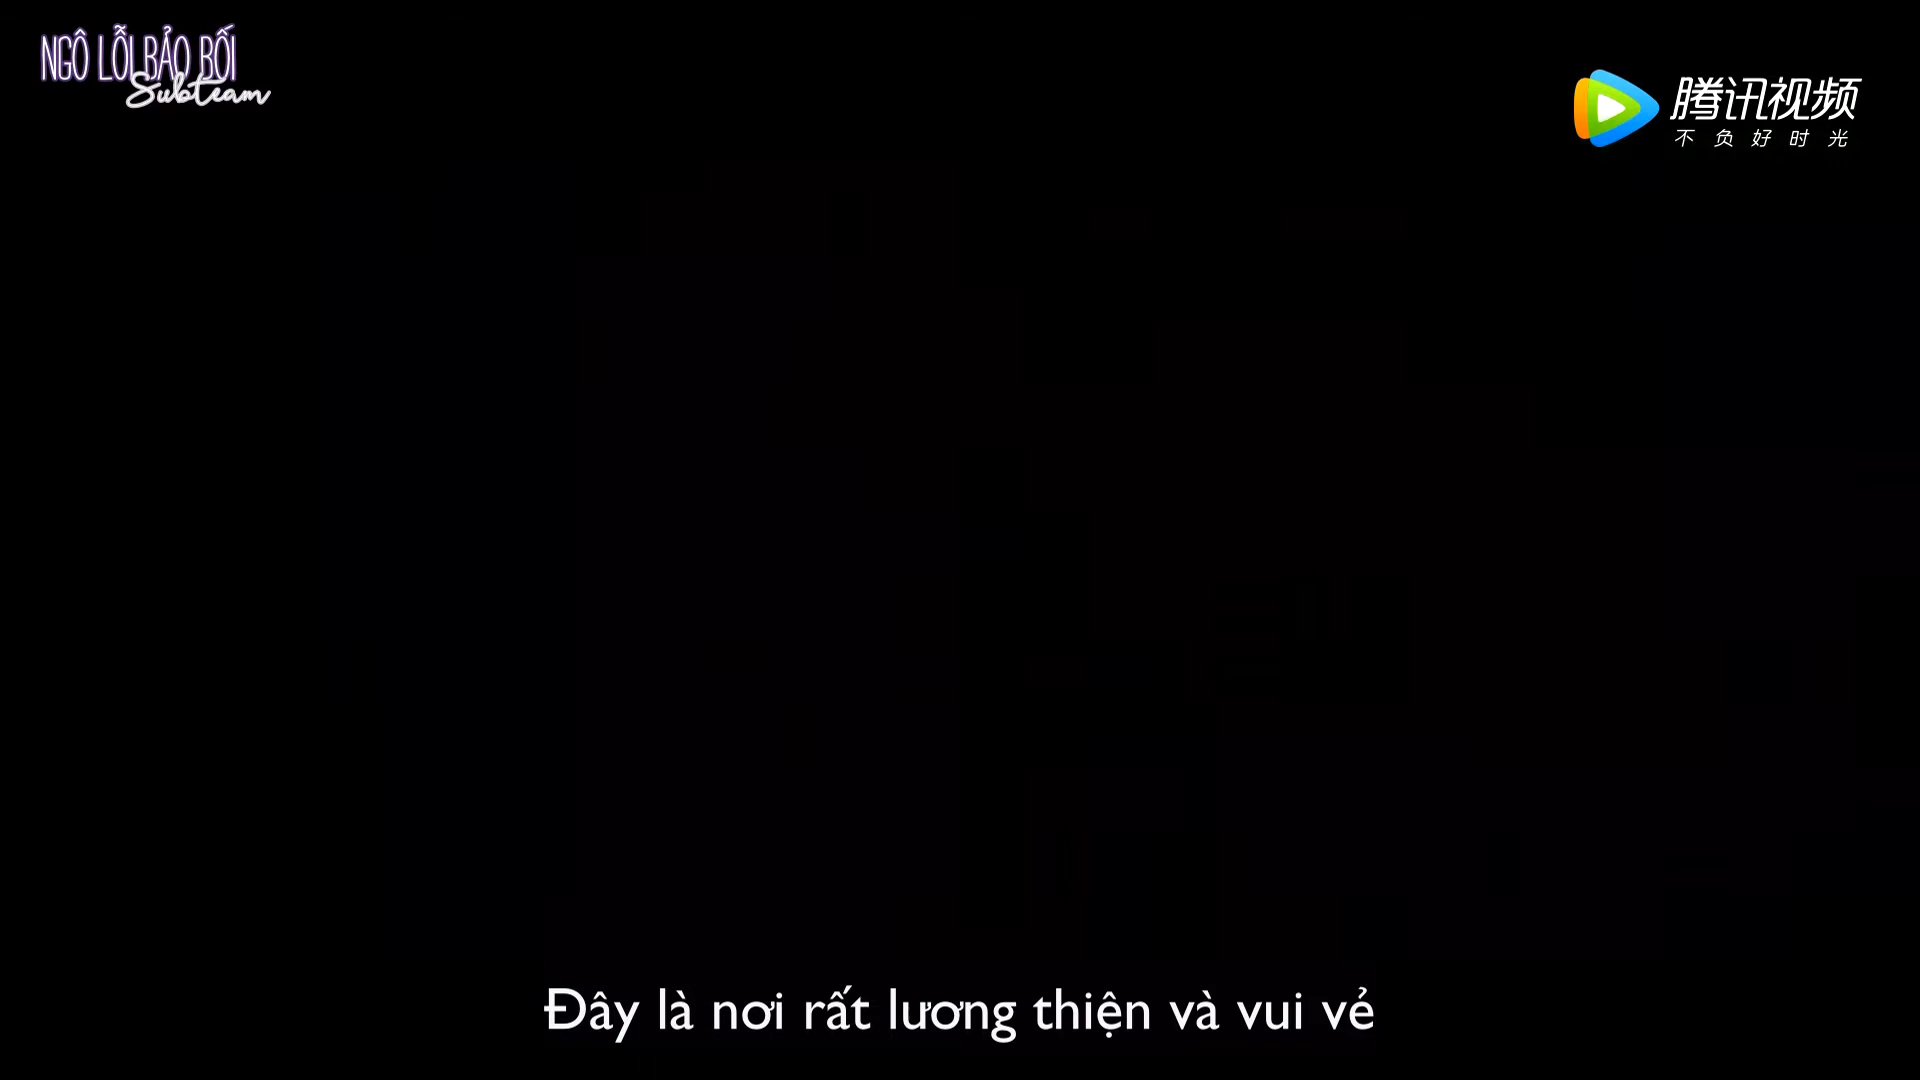 NGÔ LỖI BẢO BỐI
Subteam
腾讯视频
不负好时光
Đây là nơi rất lương thiện và vui vẻ